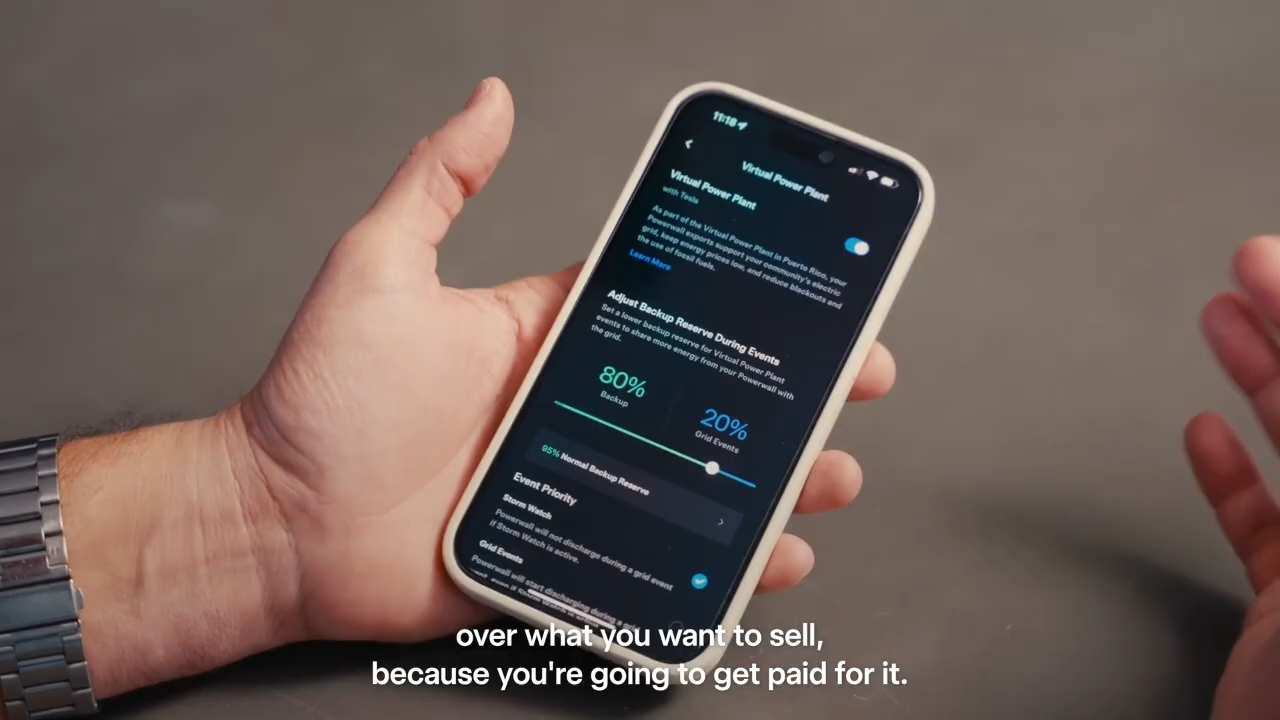 11:18
Virtual Power Plant
Virtual Power Plant
with Tesla
As part of the Virtual Power Plant in Puerto Rico, your
Powerwall exports support your community's electric
grid, keep energy prices low, and reduce blackouts and
the use of fossil fuels.
Learn More
Adjust Backup Reserve During Events
Set a lower backup reserve for Virtual Power Plant
events to share more energy from your Powerwall with
the grid.
80%
Backup
20%
Grid Events
95% Normal Backup Reserve
Event Priority
Storm Watch
Powerwall will not discharge during a grid event
if Storm Watch is active.
Grid Events
Powerwall will start discharging during a grid
over what you want to sell,
because you're going to get paid for it.